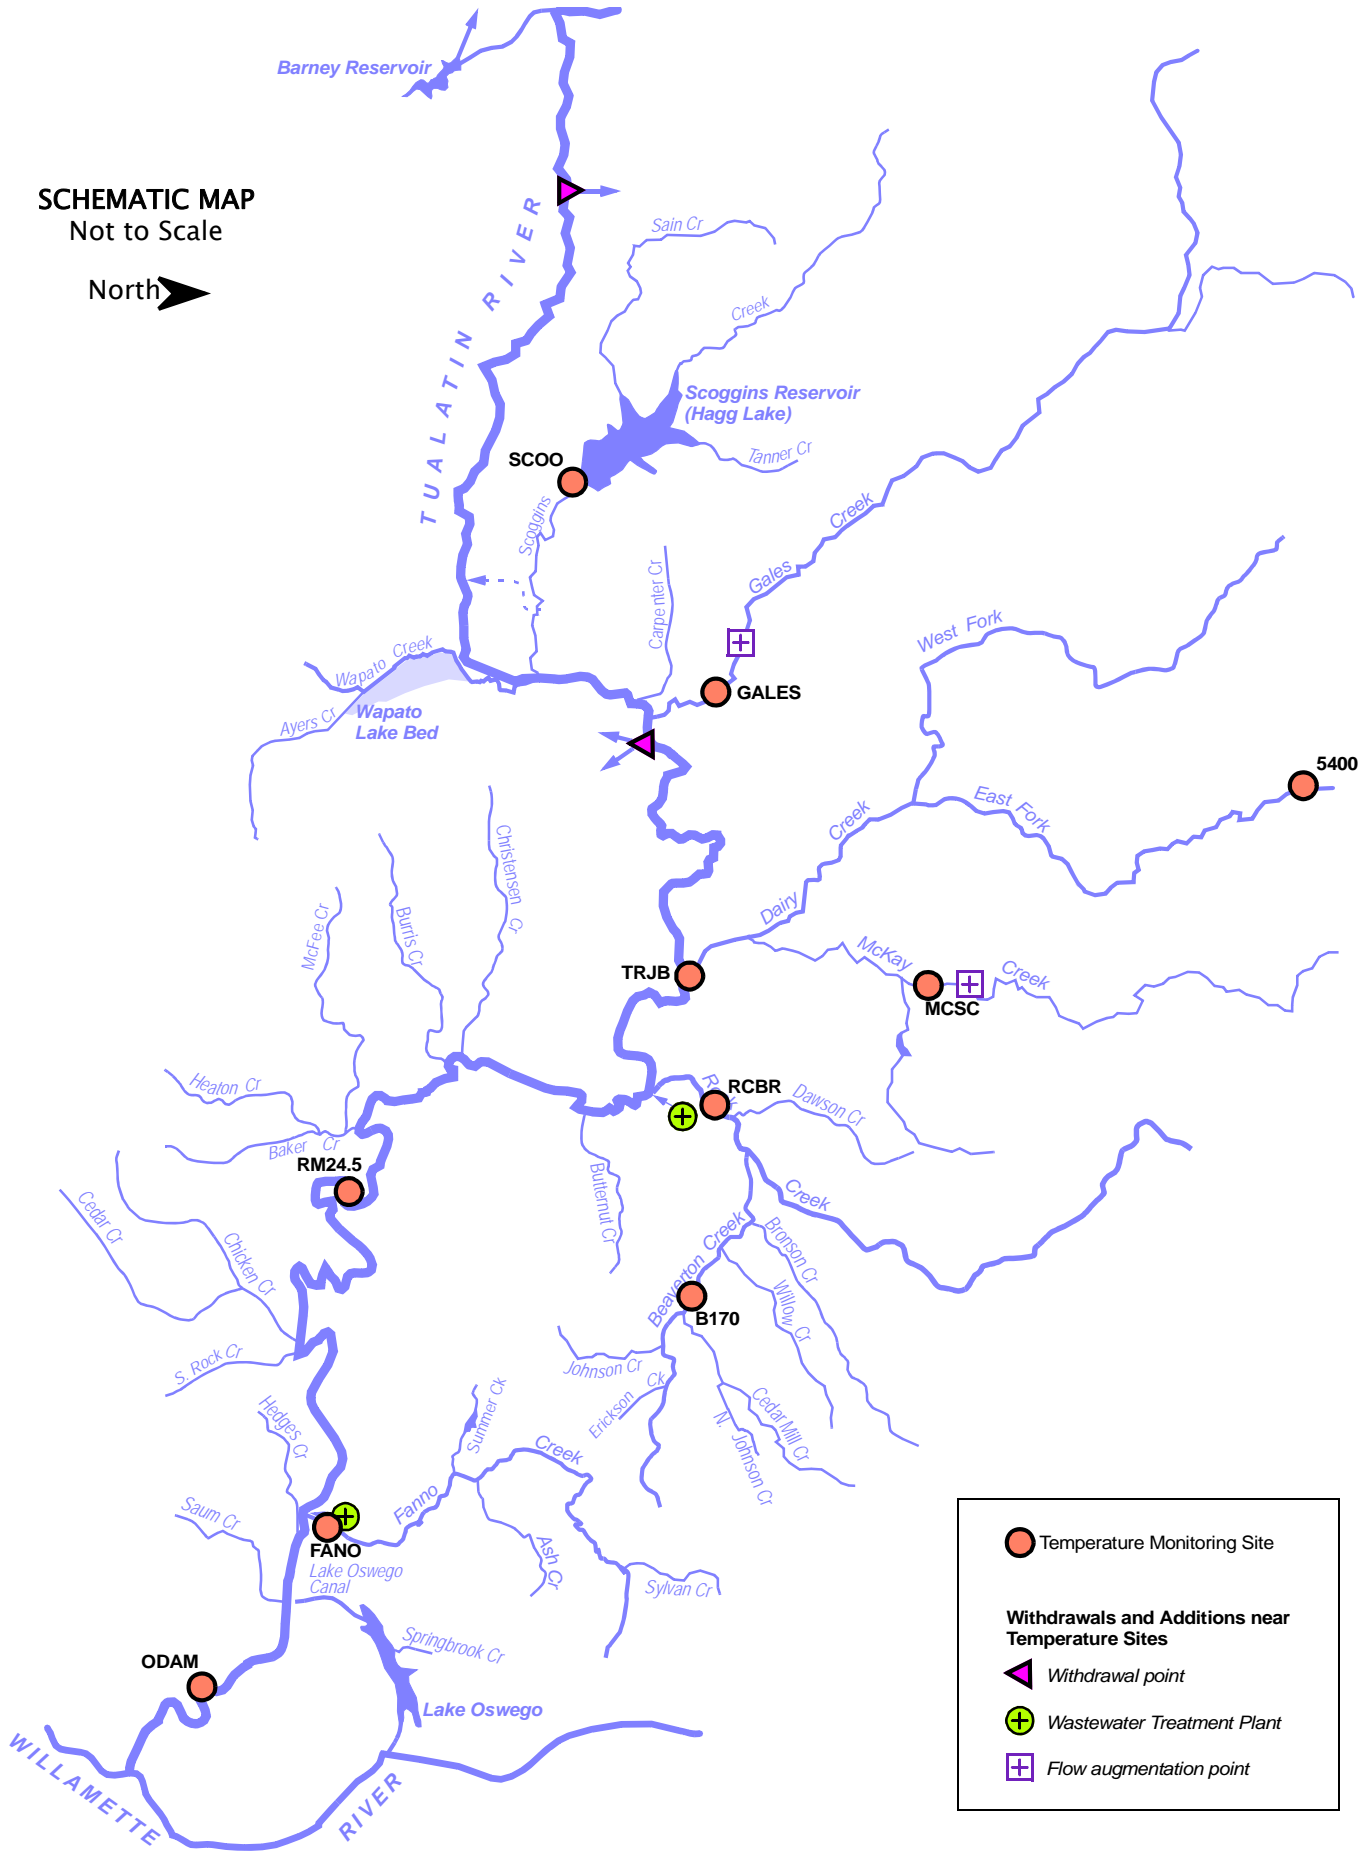 Barney Reservoir
SCHEMATIC MAP
Not to Scale
North
TUALATIN RIVER
Sain Cr
Creek
Scoggins Reservoir
(Hagg Lake)
Tanner Cr
SCOO
Scoggins
Creek
Gales
Carpenter Cr
West Fork
Wapato Creek
GALES
Ayers Cr
Wapato
Lake Bed
5400
East Fork
Creek
Dairy
Christensen Cr
Burris Cr
McFee Cr
TRJB
McKay
Creek
MCSC
Heaton Cr
Rock
RCBR
Dawson Cr
Baker Cr
RM24.5
Butternut Cr
Creek
Cedar Cr
Chicken Cr
Beaverton Creek
Bronson Cr
Willow Cr
B170
S. Rock Cr
Johnson Cr
Erickson Ck
Cedar Mill Cr
N. Johnson Cr
Hedges Cr
Summer Ck
Creek
Fanno
Saum Cr
FANO
Ash Cr
Lake Oswego
Canal
Sylvan Cr
Springbrook Cr
ODAM
Lake Oswego
WILLAMETTE
RIVER
Temperature Monitoring Site
Withdrawals and Additions near
Temperature Sites
Withdrawal point
Wastewater Treatment Plant
Flow augmentation point